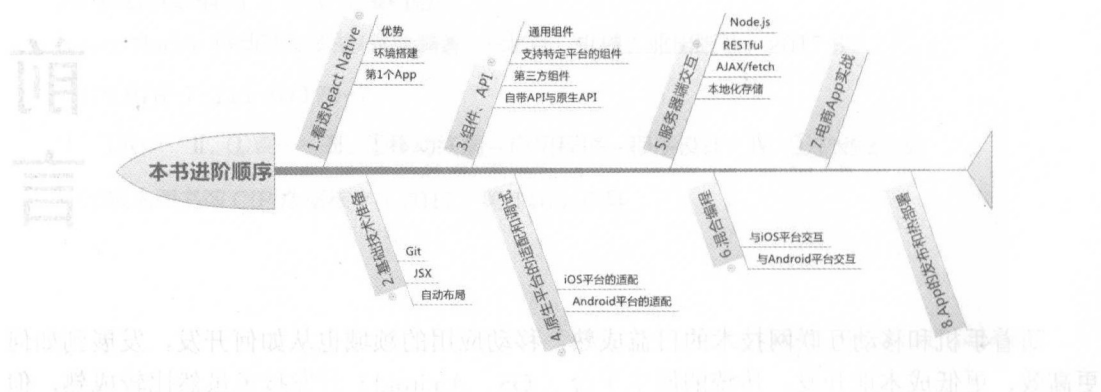 本书进阶顺序
1.看透React Native
优势
环境搭建
第1个App
2.基础技术准备
Git
JSX
自动布局
3.组件、API
通用组件
支持特定平台的组件
第三方组件
自带API与原生API
4.原生平台的适配和调试
iOS平台的适配
Android平台的适配
5.服务器端交互
Node.js
RESTful
AJAX/fetch
本地化存储
6.混合编程
与iOS平台交互
与Android平台交互
7.电商App实战
8.App的发布和热部署
前言